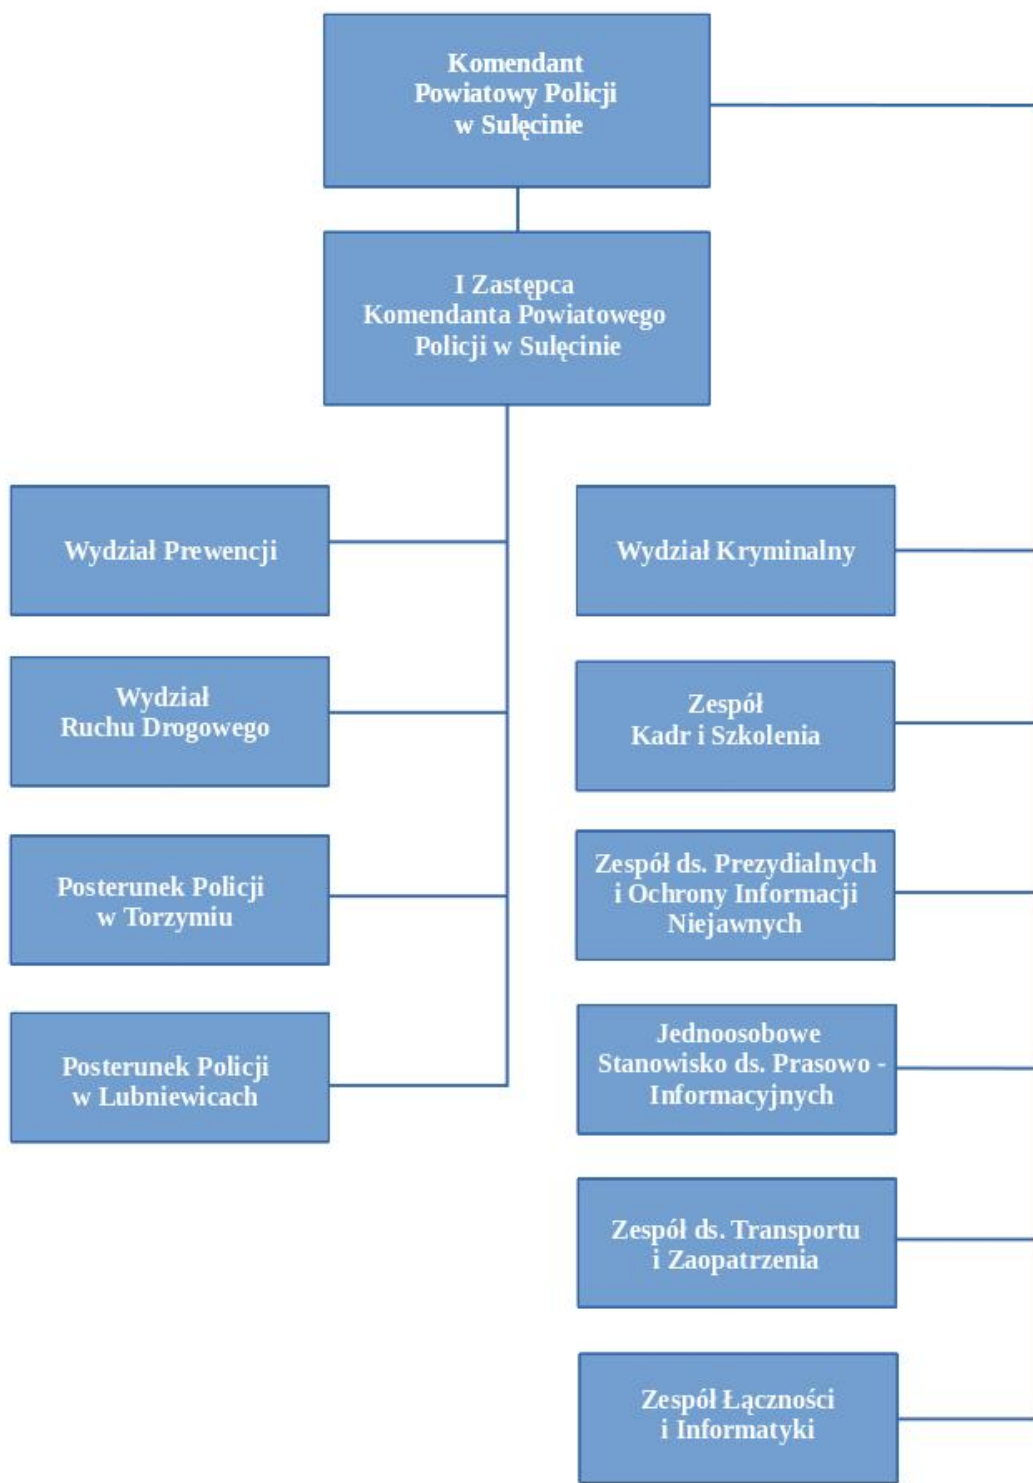 Komendant
Powiatowy Policji
w Sulęcinie
I Zastępca
Komendanta Powiatowego
Policji w Sulęcinie
Wydział Prewencji
Wydział
Ruchu Drogowego
Posterunek Policji
w Torzymiu
Posterunek Policji
w Lubniewicach
Wydział Kryminalny
Zespół
Kadr i Szkolenia
Zespół ds. Prezydialnych
i Ochrony Informacji
Niejawnych
Jednoosobowe
Stanowisko ds. Prasowo -
Informacyjnych
Zespół ds. Transportu
i Zaopatrzenia
Zespół Łączności
i Informatyki